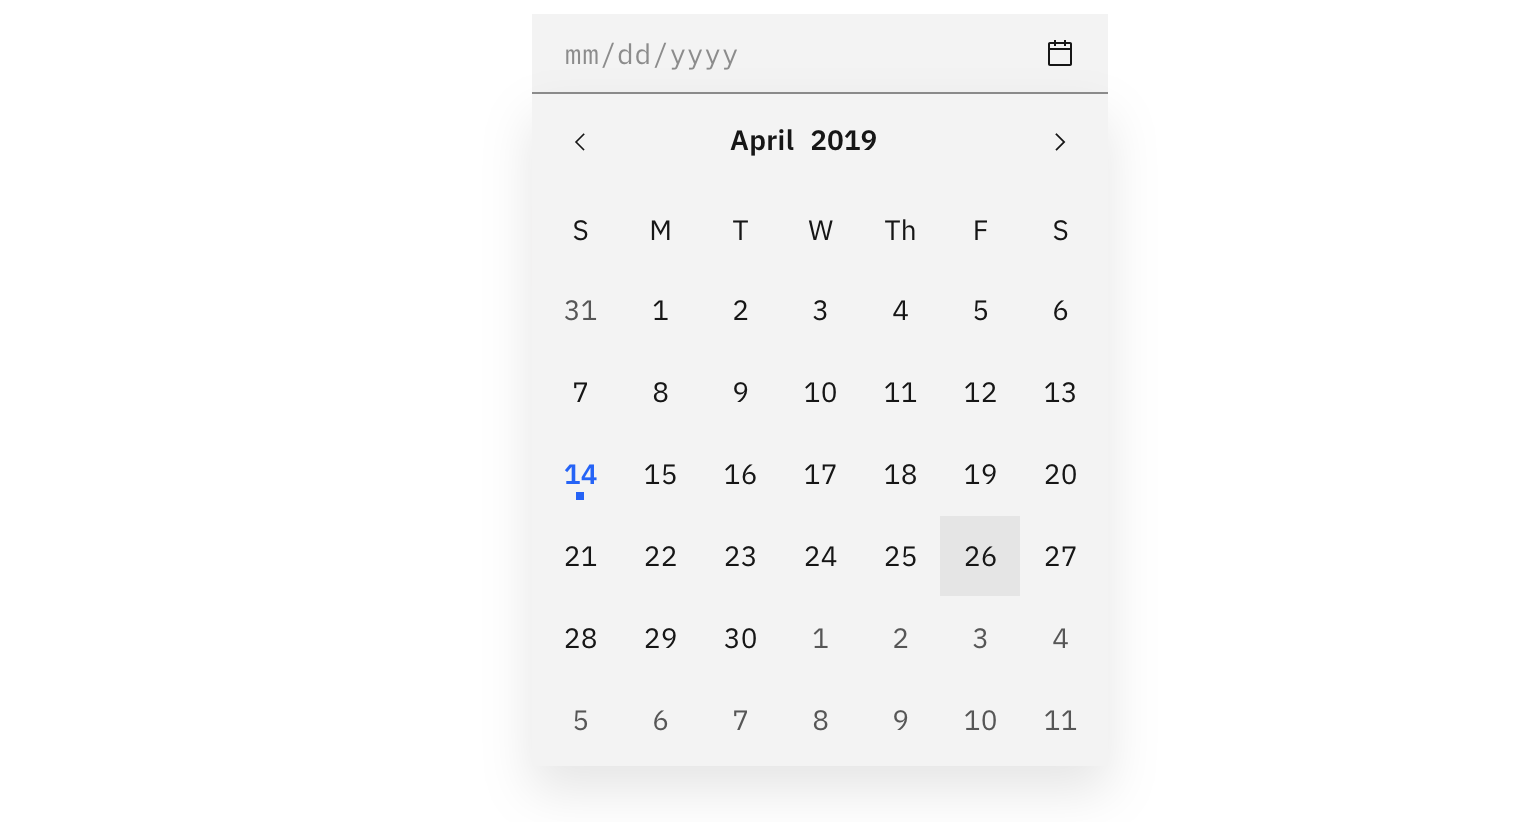 mm/dd/yyyy
April 2019
S M T W Th F S
31 1 2 3 4 5 6
7 8 9 10 11 12 13
14 15 16 17 18 19 20
21 22 23 24 25 26 27
28 29 30 1 2 3 4
5 6 7 8 9 10 11